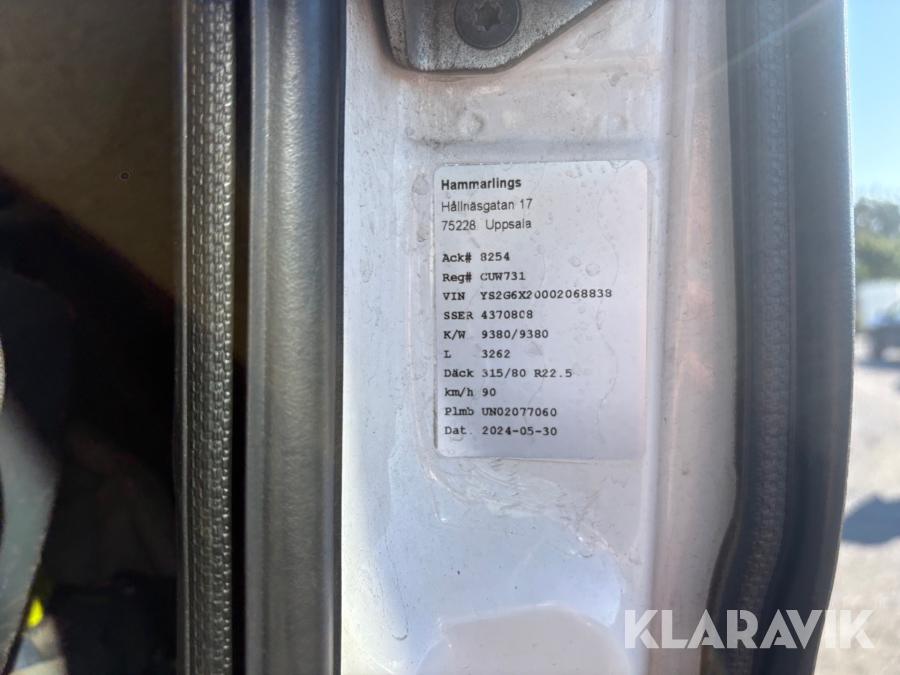 Hammarlings
Hållnäsgatan 17
75228 Uppsala
Ack# 8254
Reg# CUW731
VIN YS2G6X20002068838
SSER 4370808
K/W 9380/9380
L 3262
Däck 315/80 R22.5
km/h 90
Plmb UN02077060
Dat. 2024-05-30
KLARAVIK